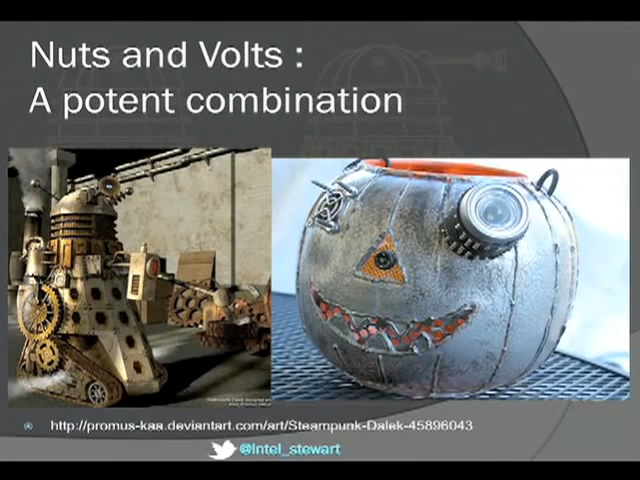 Nuts and Volts :
A potent combination
http://promus-kaa.deviantart.com/art/Steampunk-Dalek-45896043
@Intel_stewart